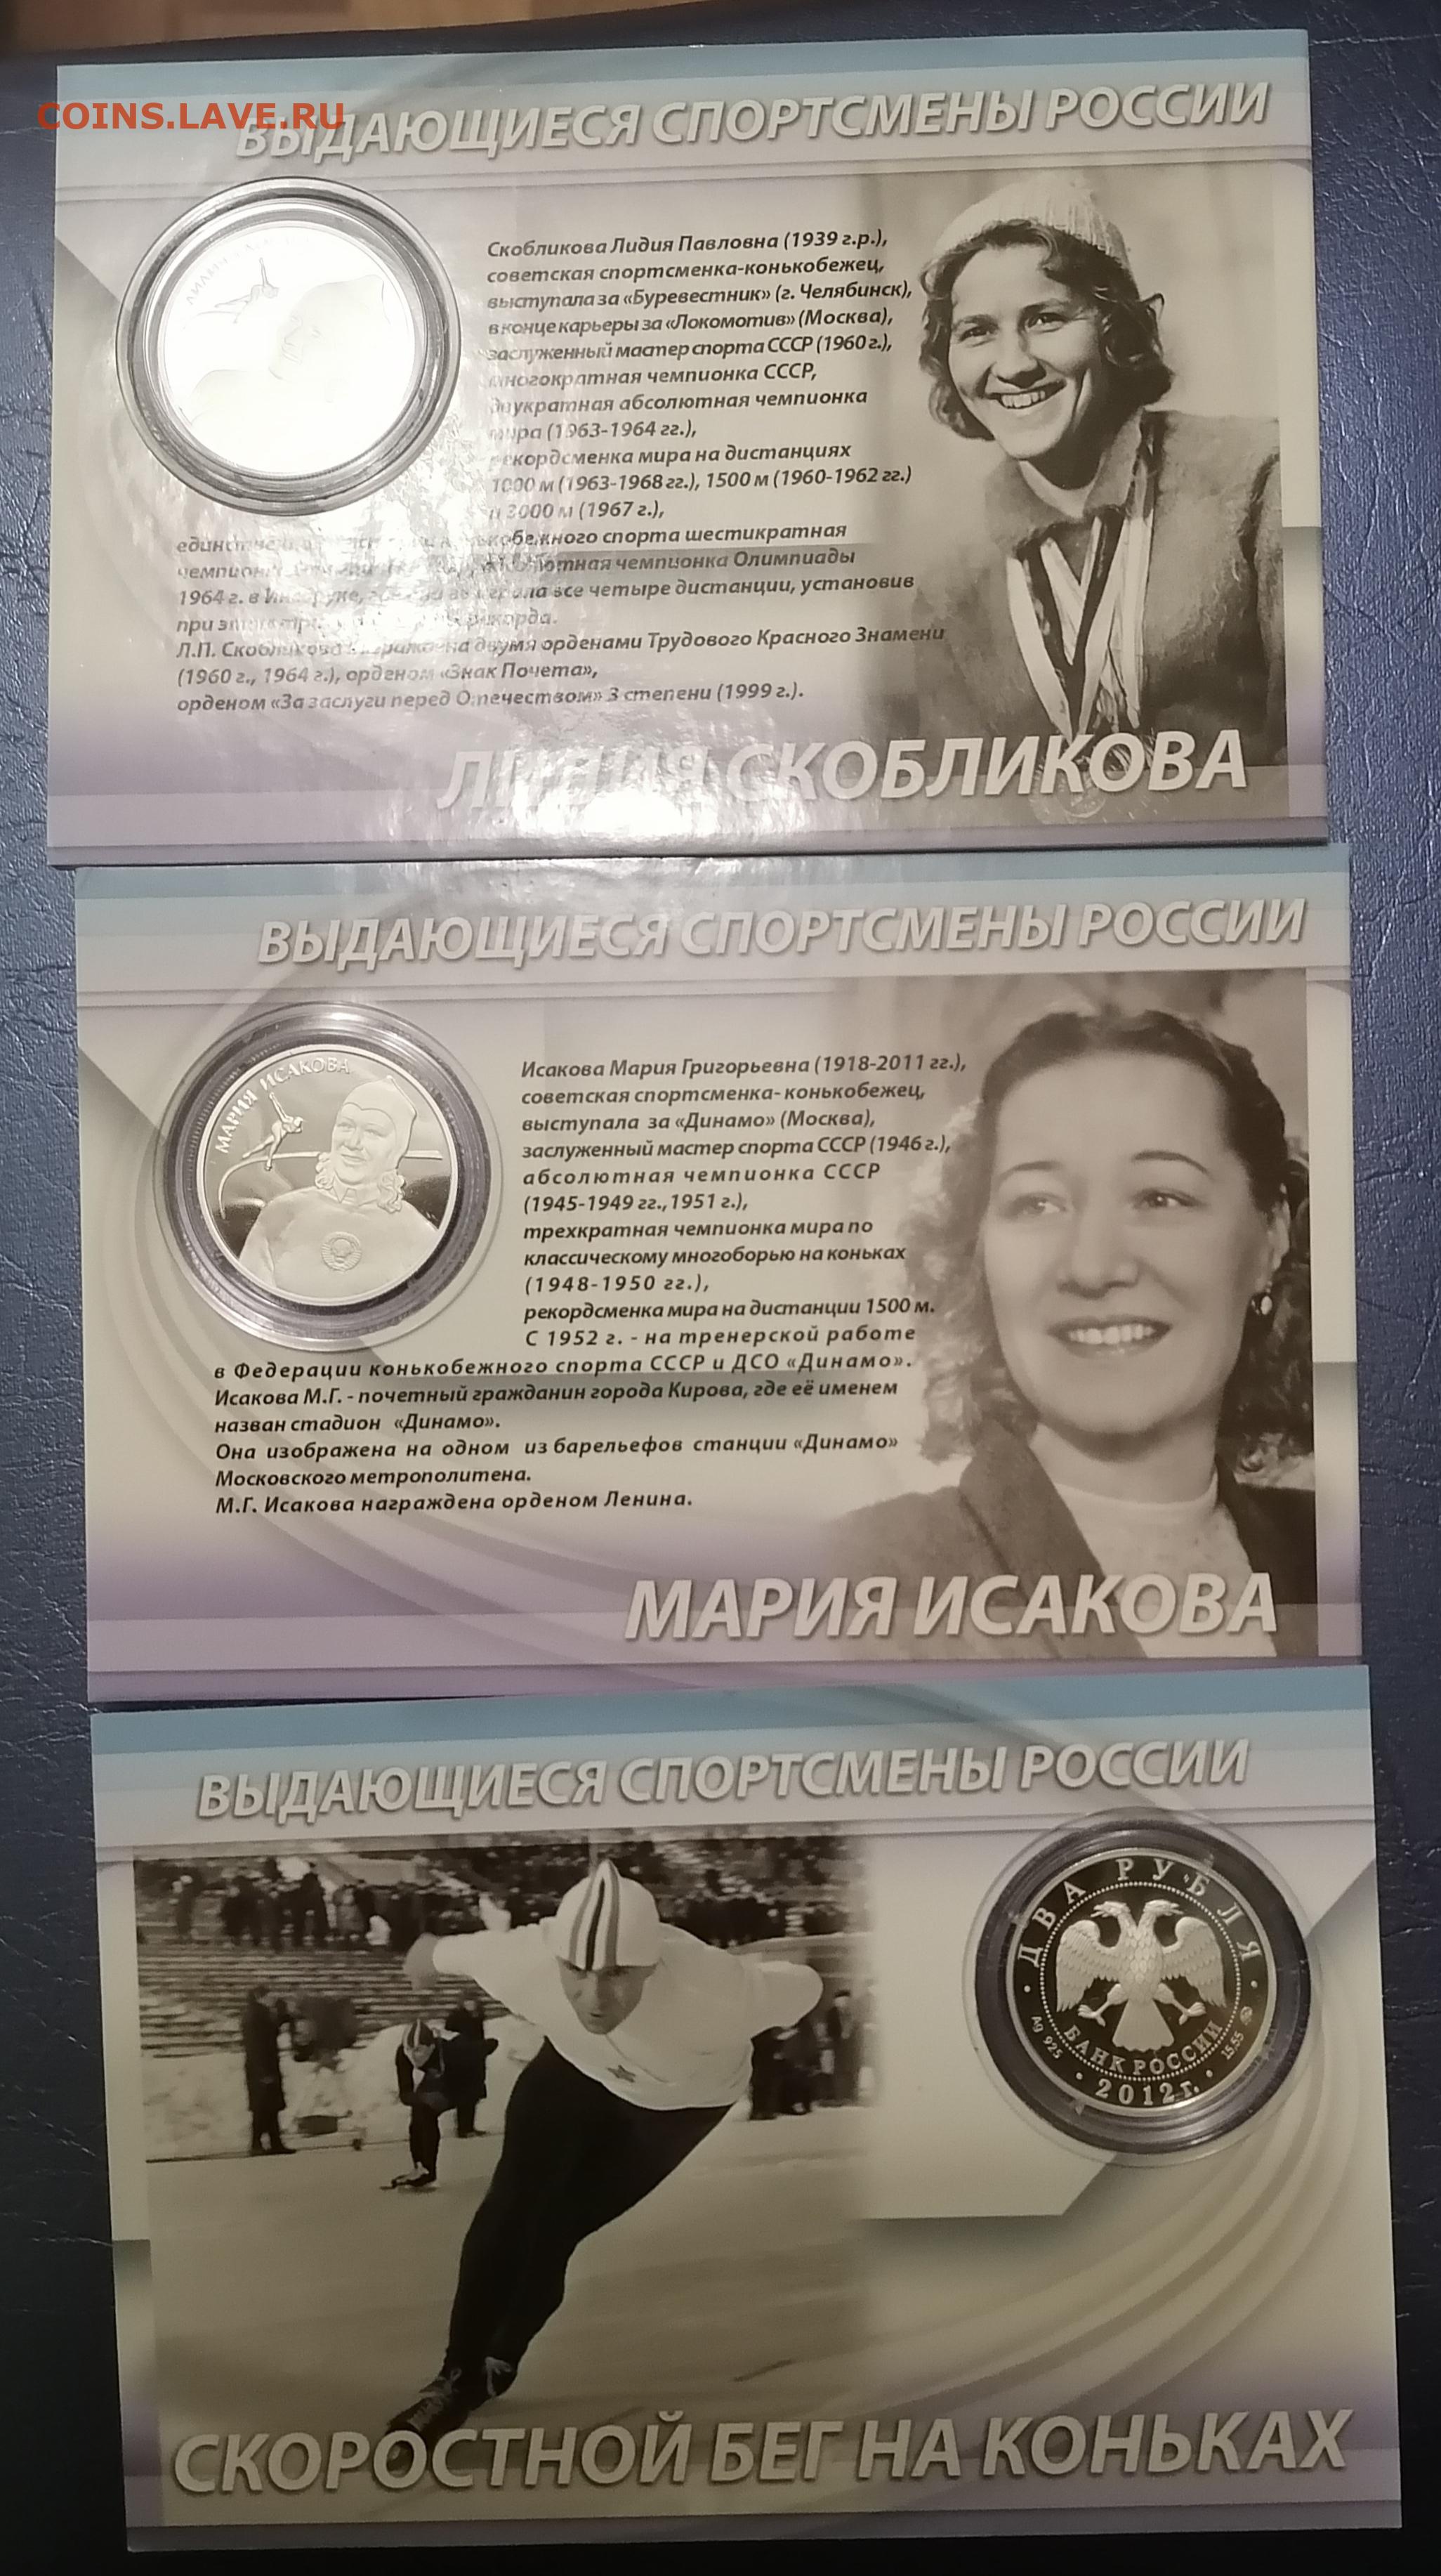 COINS.LAVE.RU
ВЫДАЮЩИЕСЯ СПОРТСМЕНЫ РОССИИ
Скобликова Лидия Павловна (1939 г.р.),
советская спортсменка-конькобежец,
выступала за «Буревестник» (г. Челябинск),
в конце карьеры за «Локомотив» (Москва),
заслуженный мастер спорта СССР (1960 г.),
многократная чемпионка СССР,
двукратная абсолютная чемпионка
мира (1963-1964 гг.),
рекордсменка мира на дистанциях
1000 м (1963-1968 гг.), 1500 м (1960-1962 гг.)
и 3000 м (1967 г.),
спорта шестикратная
чемпионка Олимпиады
1964 г. в все четыре дистанции, установив
при
Л.П. Скобликова двумя орденами Трудового Красного Знамени
(1960 г., 1964 г.), орденом «Знак Почета»,
орденом «За заслуги перед Отечеством» 3 степени (1999 г.).
ЛИДИЯ СКОБЛИКОВА
ВЫДАЮЩИЕСЯ СПОРТСМЕНЫ РОССИИ
МАРИЯ ИСАКОВА
Исакова Мария Григорьевна (1918-2011 гг.),
советская спортсменка- конькобежец,
выступала за «Динамо» (Москва),
заслуженный мастер спорта СССР (1946 г.),
абсолютная чемпионка СССР
(1945-1949 гг., 1951 г.),
трехкратная чемпионка мира по
классическому многоборью на коньках
(1948-1950 гг.),
рекордсменка мира на дистанции 1500 м.
С 1952 г. - на тренерской работе
в Федерации конькобежного спорта СССР и ДСО «Динамо».
Исакова М.Г. - почетный гражданин города Кирова, где её именем
назван стадион «Динамо».
Она изображена на одном из барельефов станции «Динамо»
Московского метрополитена.
М.Г. Исакова награждена орденом Ленина.
МАРИЯ ИСАКОВА
ВЫДАЮЩИЕСЯ СПОРТСМЕНЫ РОССИИ
ДВА РУБЛЯ
Ag 925
БАНК РОССИИ
15,55
2012 г.
СКОРОСТНОЙ БЕГ НА КОНЬКАХ